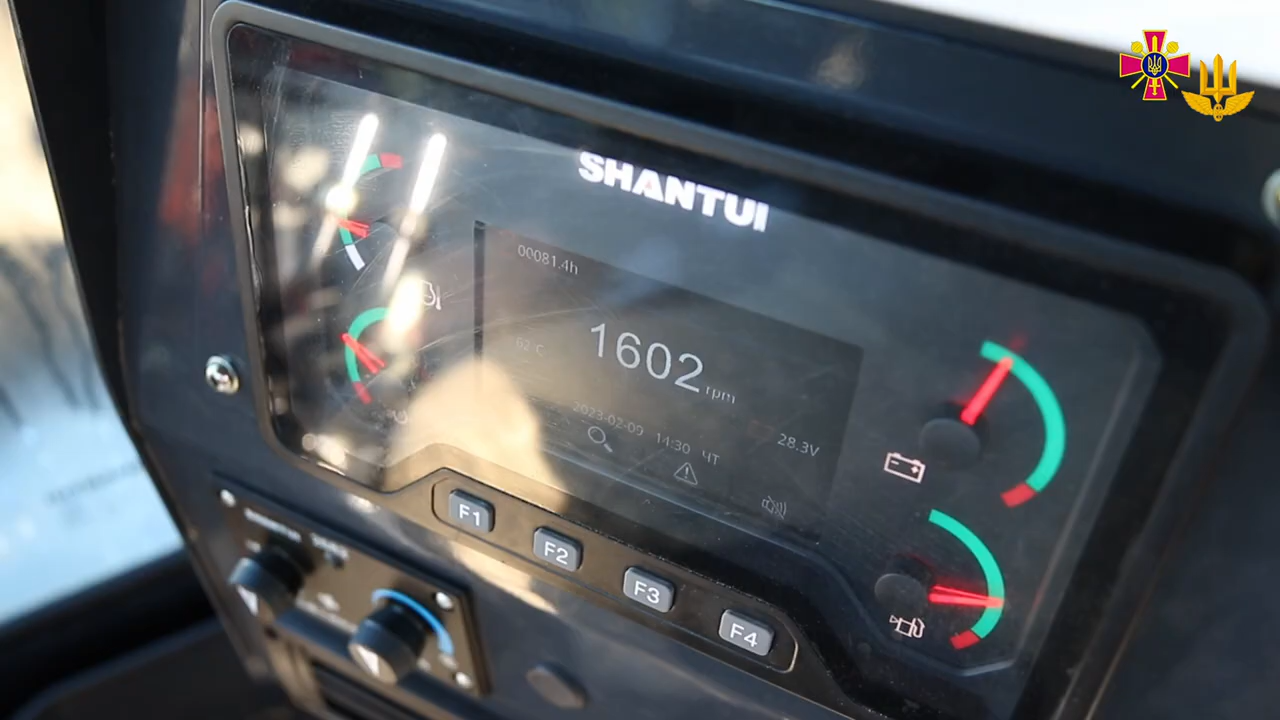 SHANTUI
00081.4h
1602 rpm
62°C
2023-02-09 14:30 ЧТ
28.3V
F1
F2
F3
F4